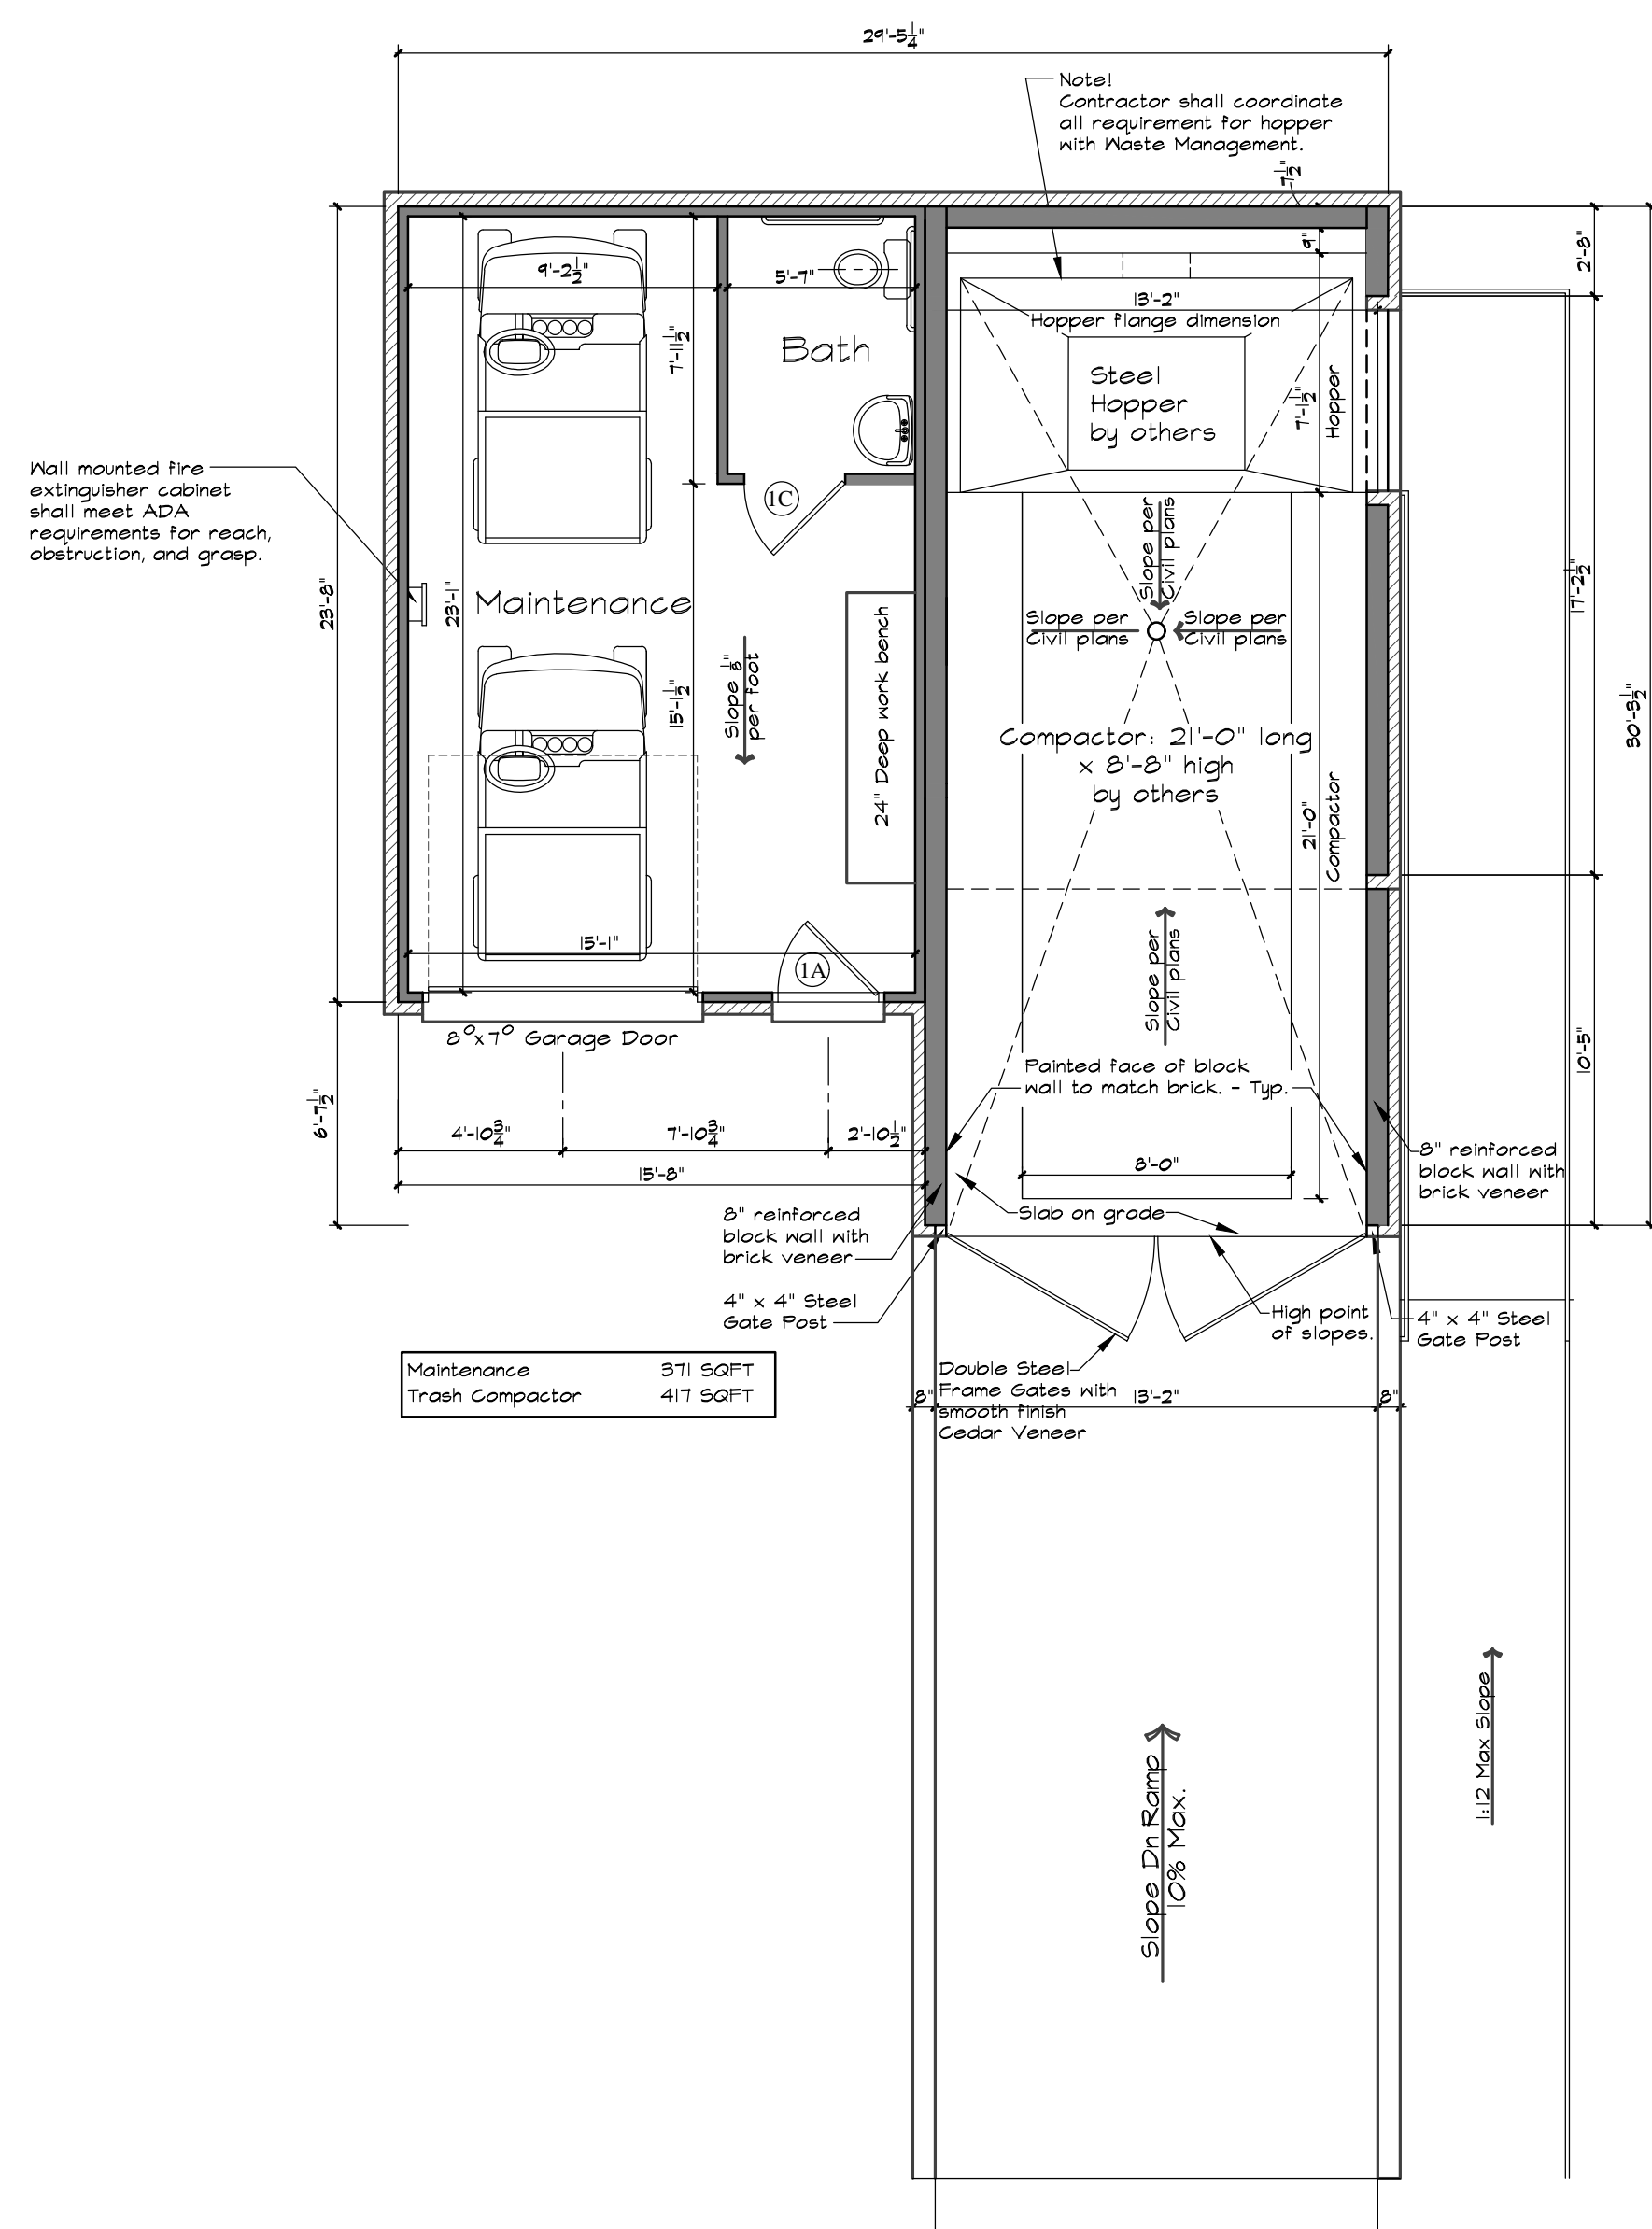 29'-5 1/4"
Note!
Contractor shall coordinate
all requirement for hopper
with Waste Management.
7 1/2"
9"
2'-8"
9'-2 1/2"
5'-7"
13'-2"
Hopper flange dimension
7'-11 1/2"
Bath
Steel
Hopper
by others
7'-1 1/2"
Hopper
Wall mounted fire
extinguisher cabinet
shall meet ADA
requirements for reach,
obstruction, and grasp.
1C
Slope per
Civil plans
23'-8"
23'-1"
Maintenance
Slope per
Civil plans
Slope per
Civil plans
17'-2 1/2"
30'-3 1/2"
15'-1 1/2"
Slope 1/8"
per foot
24" Deep work bench
Compactor: 21'-0" long
x 8'-8" high
by others
21'-0"
Compactor
15'-1"
1A
Slope per
Civil plans
8⁰x7⁰ Garage Door
10'-5"
Painted face of block
wall to match brick. - Typ.
6'-7 1/2"
4'-10 3/4"
7'-10 3/4"
2'-10 1/2"
15'-8"
8'-0"
8" reinforced
block wall with
brick veneer
Slab on grade
8" reinforced
block wall with
brick veneer
4" x 4" Steel
Gate Post
High point
of slopes.
4" x 4" Steel
Gate Post
Maintenance 371 SQFT
Trash Compactor 417 SQFT
Double Steel
Frame Gates with
smooth finish
Cedar Veneer
8"
13'-2"
8"
1:12 Max Slope
Slope Dn Ramp
10% Max.